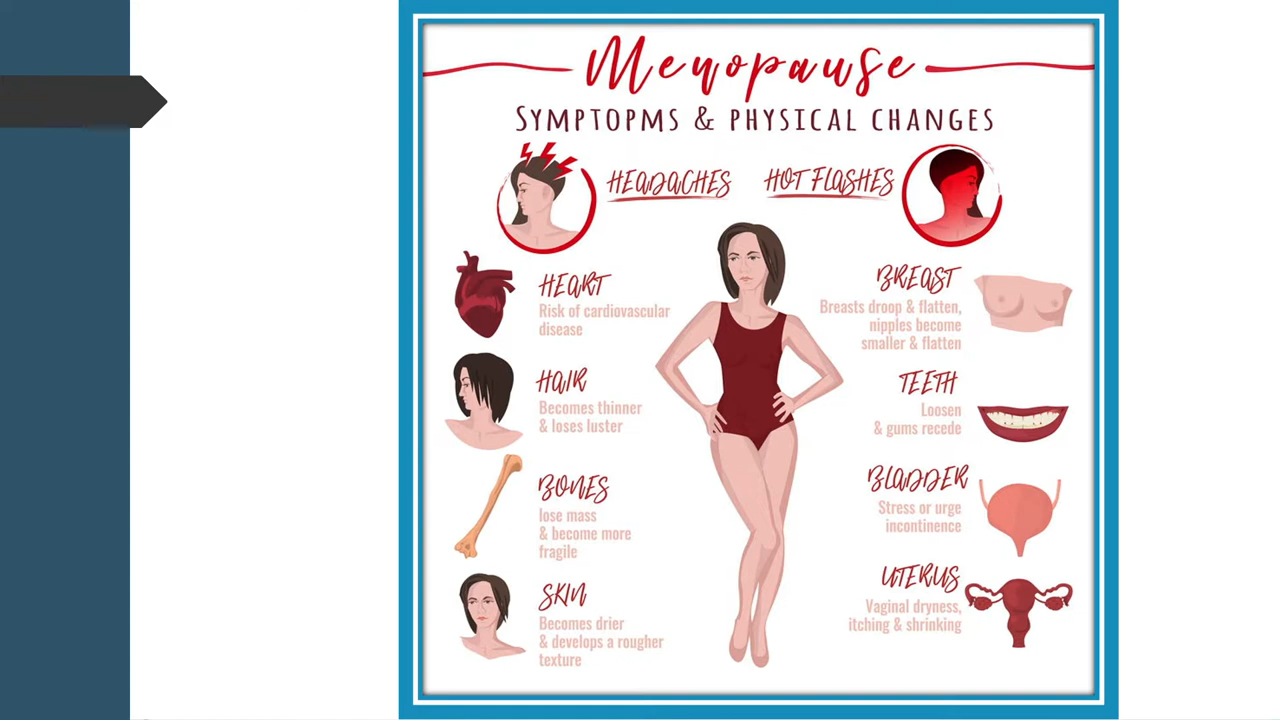 Menopause
SYMPTOPMS & PHYSICAL CHANGES
HEADACHES
HOT FLASHES
HEART
Risk of cardiovascular
disease
HAIR
Becomes thinner
& loses luster
BONES
lose mass
& become more
fragile
SKIN
Becomes drier
& develops a rougher
texture
BREAST
Breasts droop & flatten,
nipples become
smaller & flatten
TEETH
Loosen
& gums recede
BLADDER
Stress or urge
incontinence
UTERUS
Vaginal dryness,
itching & shrinking